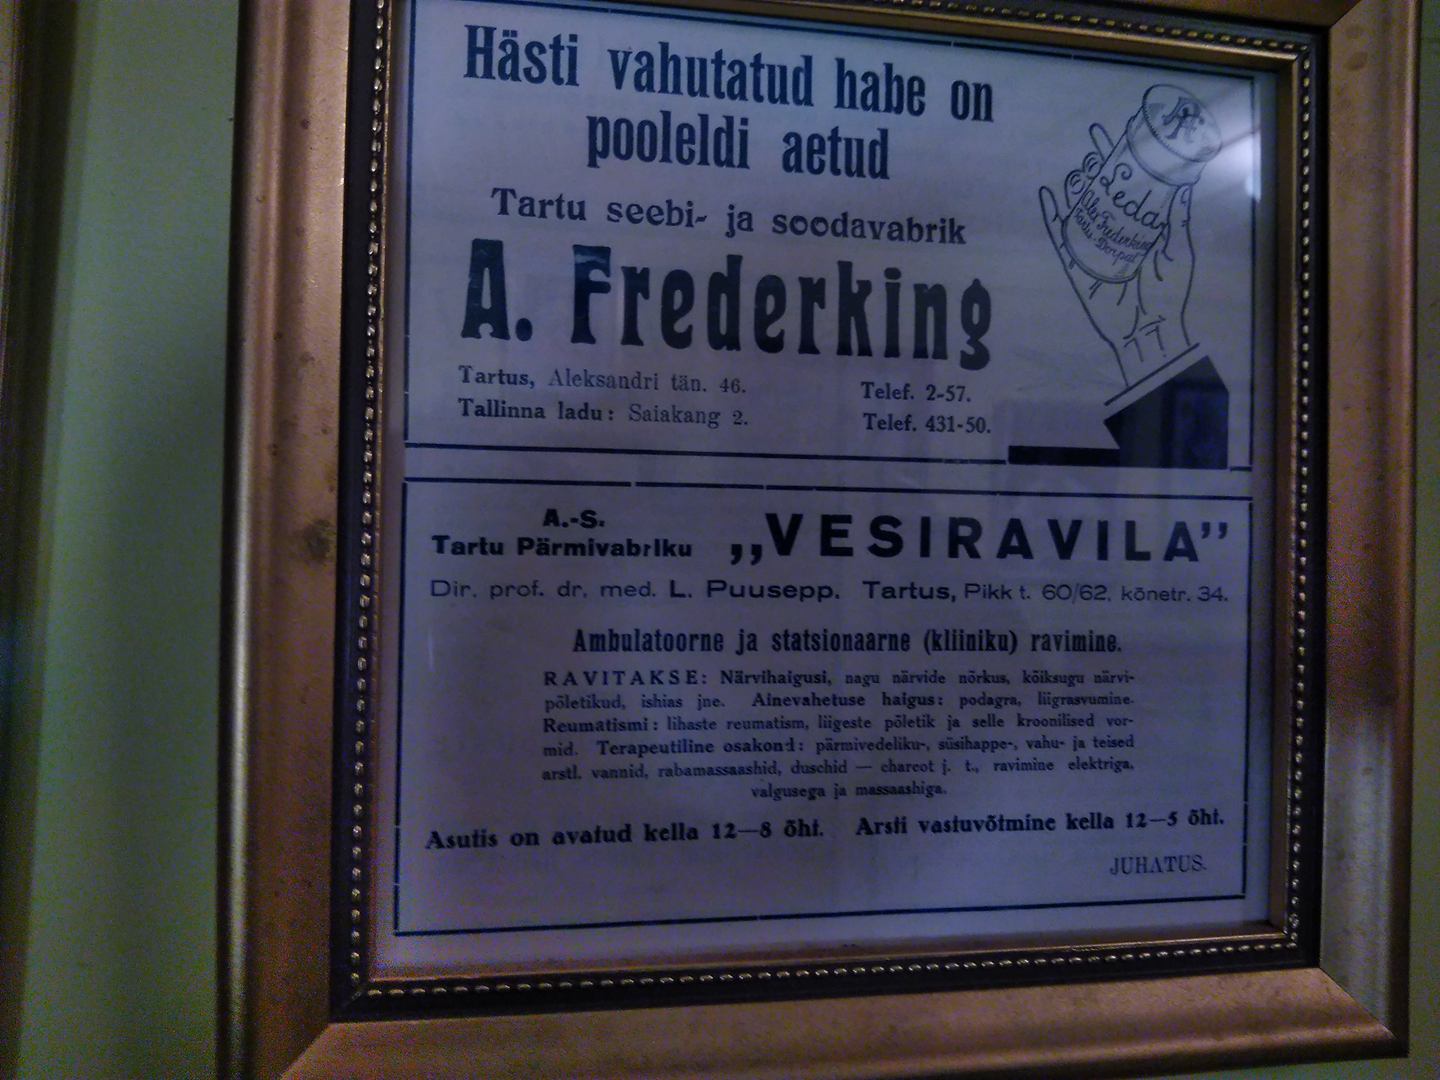 Hästi vahutatud habe on
pooleldi aetud
Tartu seebi- ja soodavabrik
A. Frederking
Tartus, Aleksandri tän. 46. Telef. 2-57.
Tallinna ladu: Saiakang 2. Telef. 431-50.
Ledar
Frederking
Tartu-Dorpat
A.-S.
Tartu Pärmivabriku „VESIRAVILA”
Dir. prof. dr. med. L. Puusepp. Tartus, Pikk t. 60/62, kõnetr. 34.
Ambulatoorne ja statsionaarne (kliiniku) ravimine.
RAVITAKSE: Närvihaigusi, nagu närvide nõrkus, kõiksugu närvi-
põletikud, ishias jne. Ainevahetuse haigus: podagra, liigrasvumine.
Reumatismi: lihaste reumatism, liigeste põletik ja selle kroonilised vor-
mid. Terapeutiline osakond: pärmivedeliku-, süsihappe-, vahu- ja teised
arstl. vannid, rabamassaashid, duschid — charcot j. t., ravimine elektriga,
valgusega ja massaashiga.
Asutis on avatud kella 12—8 õht. Arsti vastuvõtmine kella 12—5 õht.
JUHATUS.